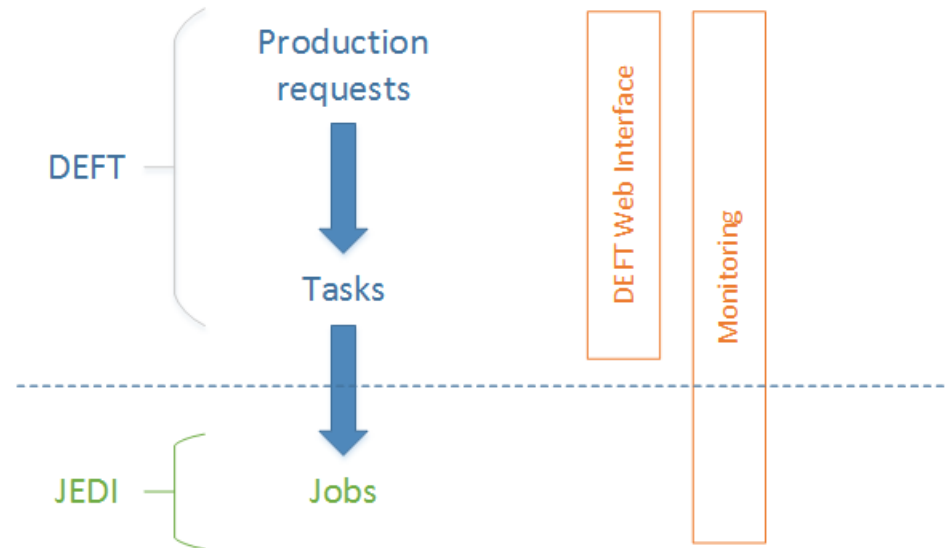 Production
requests
DEFT
Tasks
JEDI
Jobs
DEFT Web Interface
Monitoring